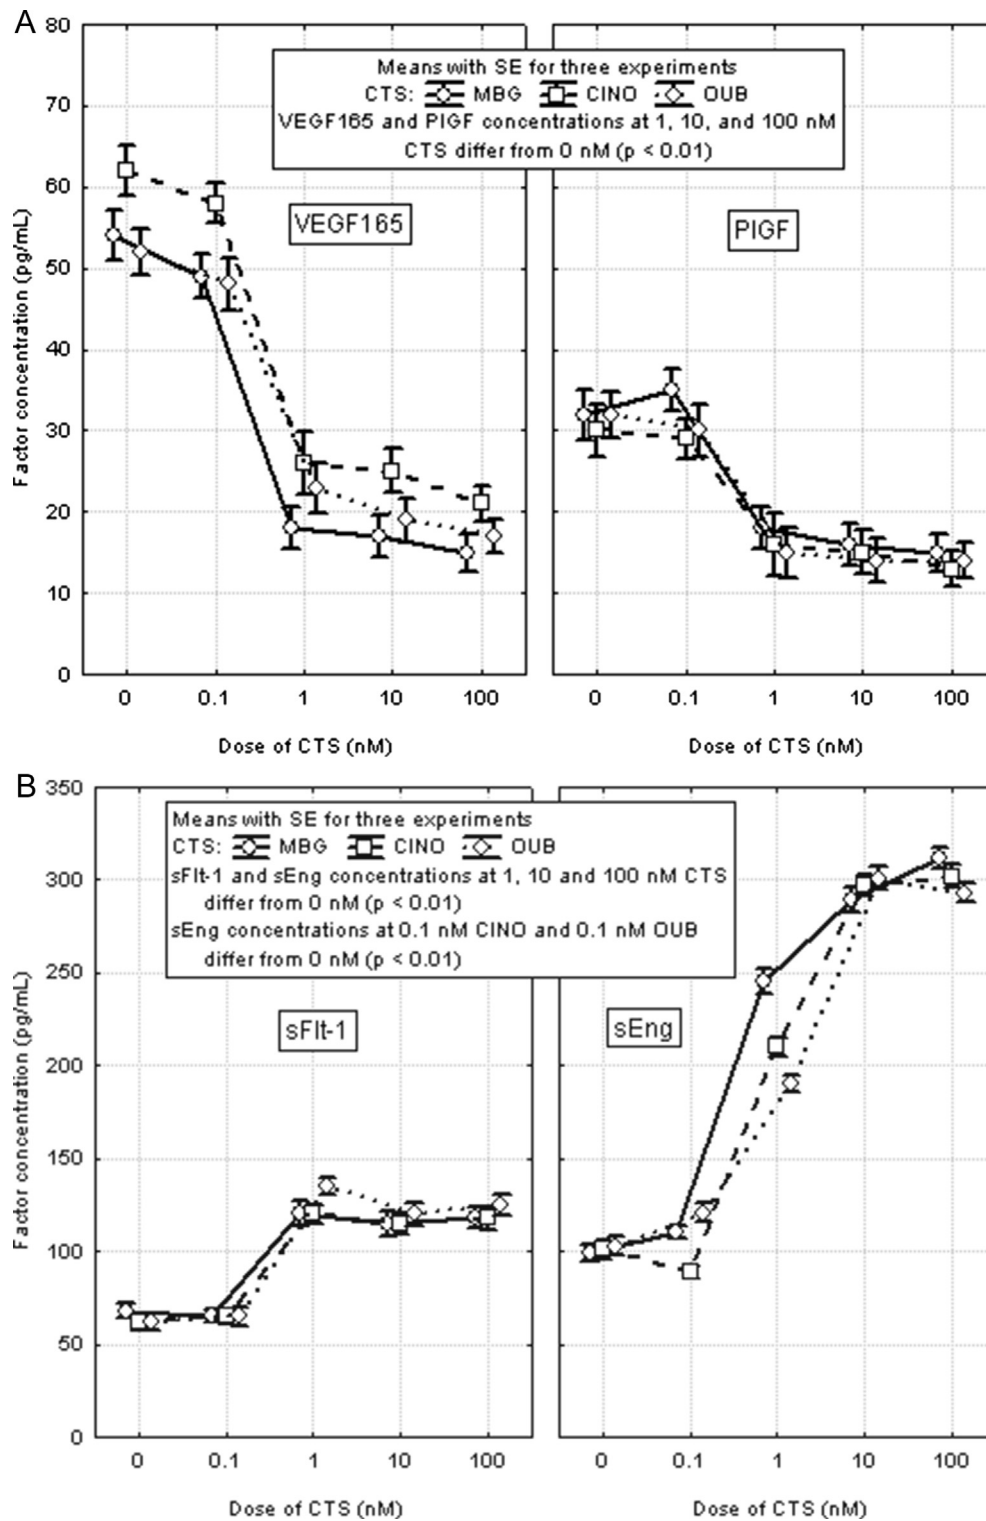 A
80
70
60
50
40
30
20
10
0
Factor concentration (pg/mL)
Means with SE for three experiments
CTS: MBG CINO OUB
VEGF165 and PIGF concentrations at 1, 10, and 100 nM
CTS differ from 0 nM (p < 0.01)
VEGF165
PIGF
0 0.1 1 10 100
0 0.1 1 10 100
Dose of CTS (nM)
Dose of CTS (nM)
B
350
300
250
200
150
100
50
0
Factor concentration (pg/mL)
Means with SE for three experiments
CTS: MBG CINO OUB
sFlt-1 and sEng concentrations at 1, 10 and 100 nM CTS
differ from 0 nM (p < 0.01)
sEng concentrations at 0.1 nM CINO and 0.1 nM OUB
differ from 0 nM (p < 0.01)
sFlt-1
sEng
0 0.1 1 10 100
0 0.1 1 10 100
Dose of CTS (nM)
Dose of CTS (nM)